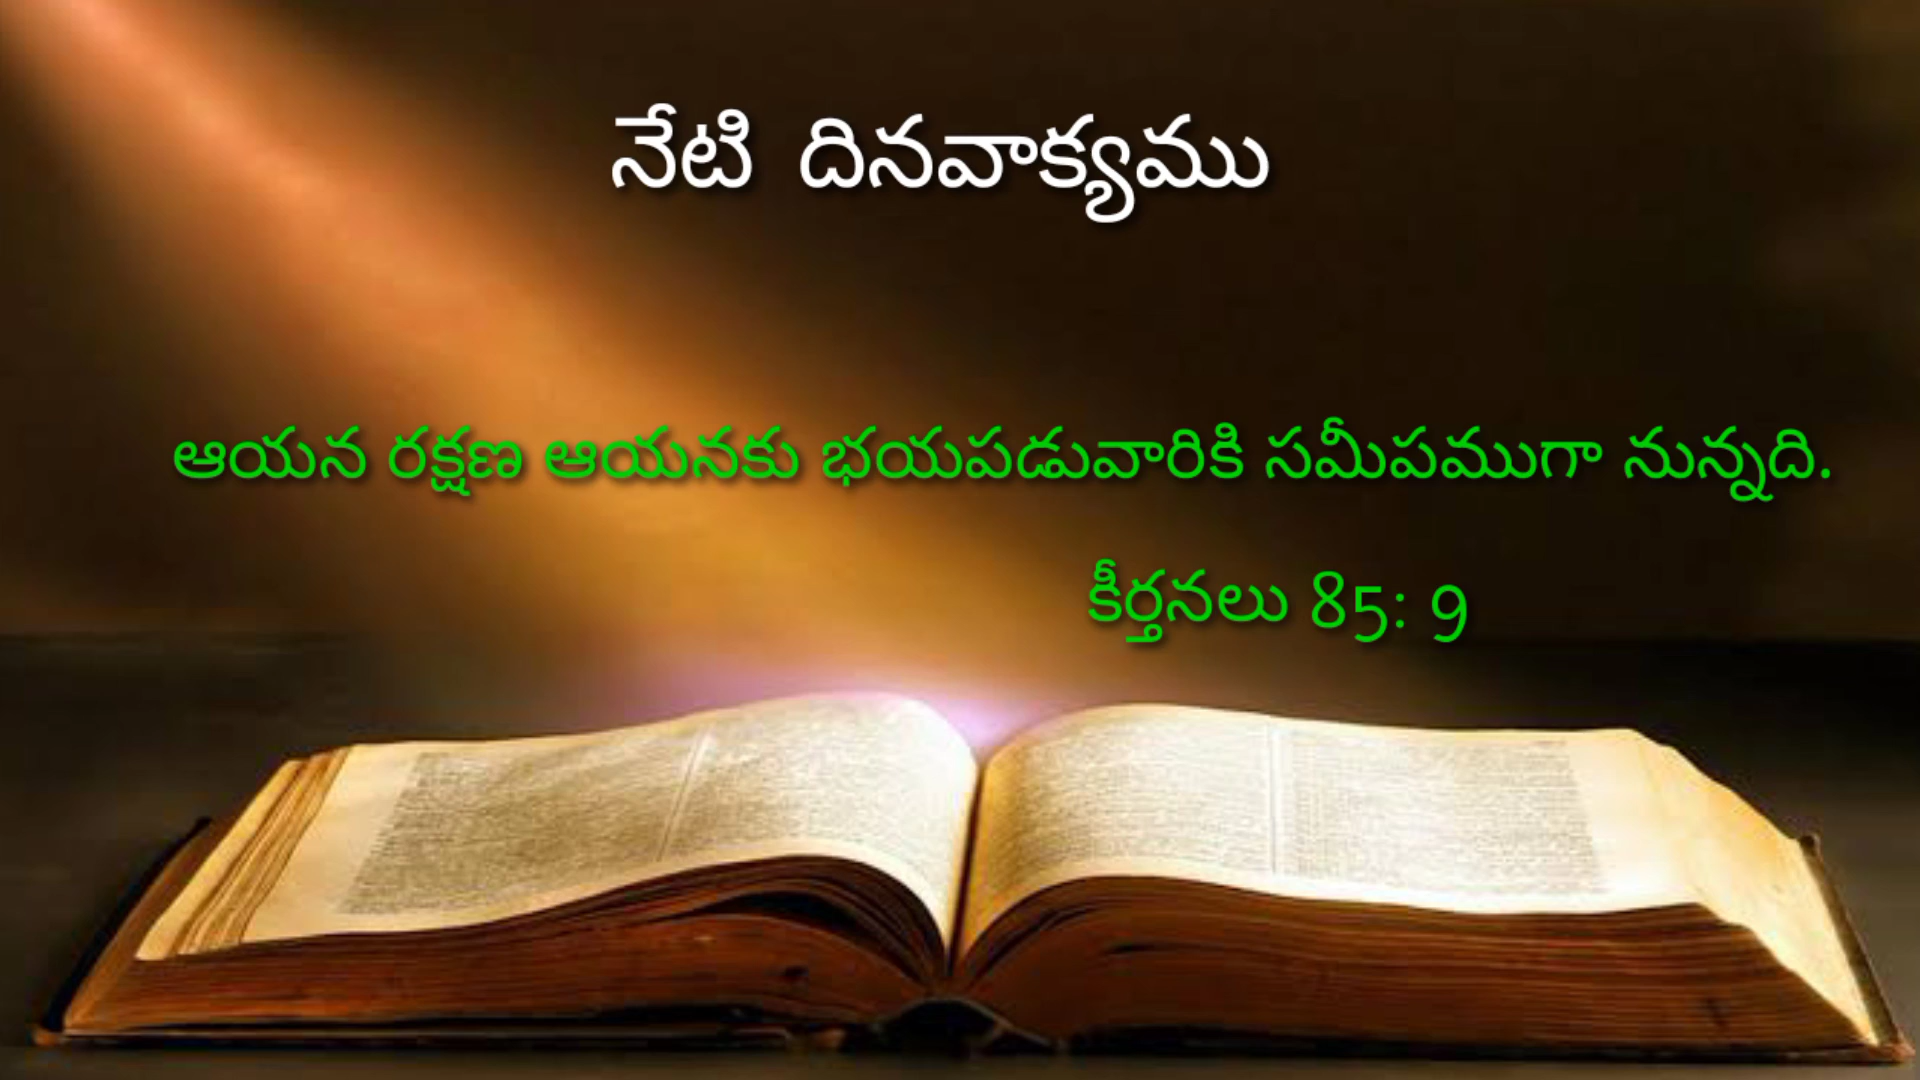 నేటి దినవాక్యము
ఆయన రక్షణ ఆయనకు భయపడువారికి సమీపముగా నున్నది.
కీర్తనలు 85: 9